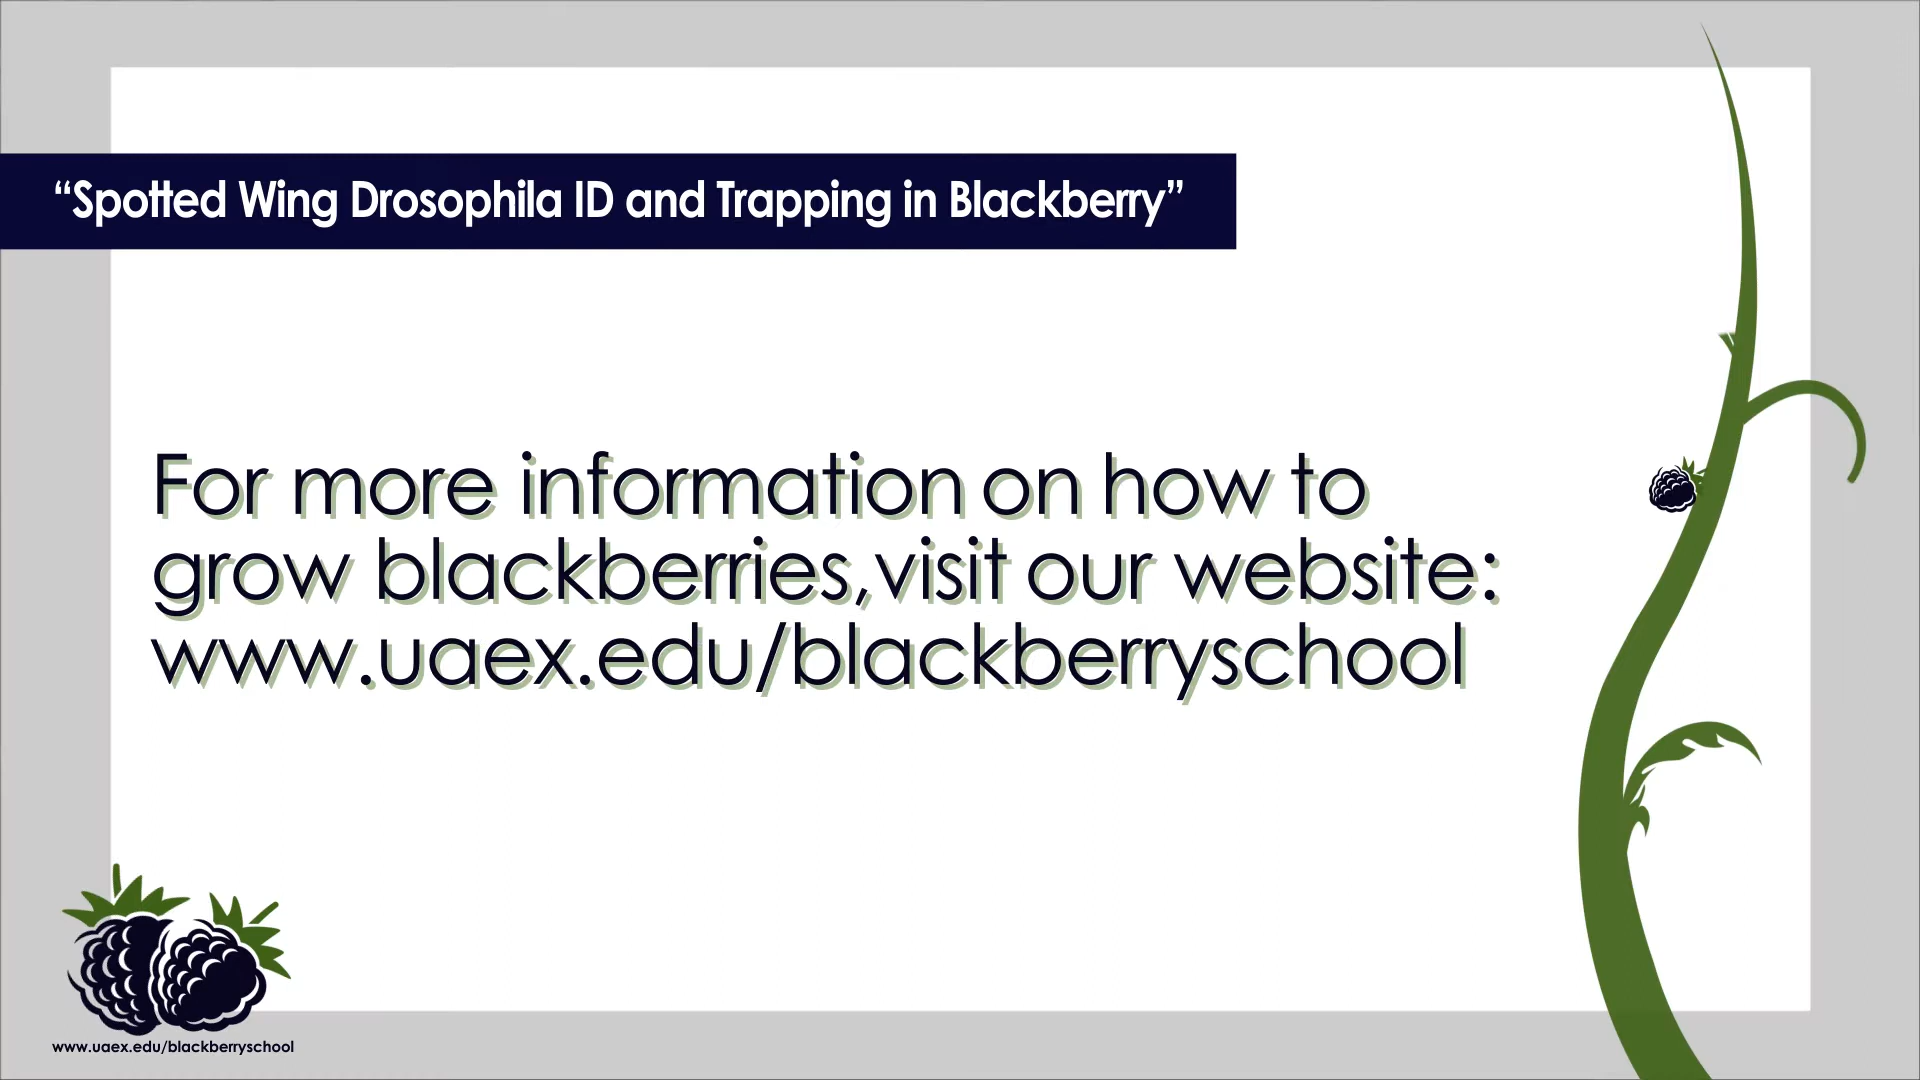 “Spotted Wing Drosophila ID and Trapping in Blackberry”
For more information on how to
grow blackberries,visit our website:
www.uaex.edu/blackberryschool
www.uaex.edu/blackberryschool